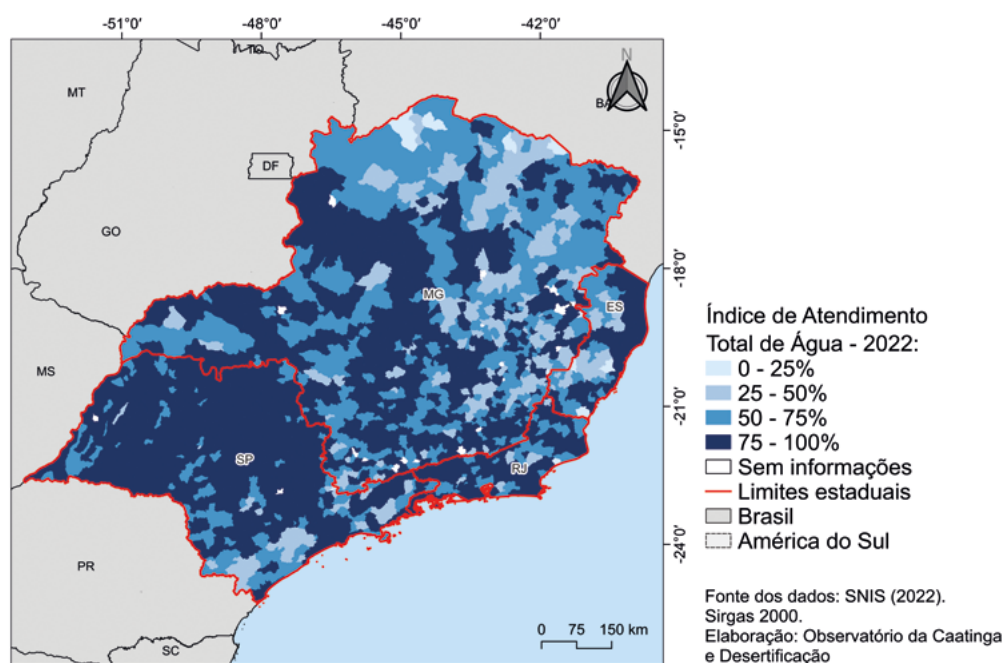 -51°0′ -48°0′ -45°0′ -42°0′
TO
MT
N
BA
-15°0′
DF
GO
-18°0′
MG
ES
MS
-21°0′
SP
RJ
-24°0′
PR
SC
0 75 150 km
Índice de Atendimento
Total de Água - 2022:
0 - 25%
25 - 50%
50 - 75%
75 - 100%
Sem informações
Limites estaduais
Brasil
América do Sul
Fonte dos dados: SNIS (2022).
Sirgas 2000.
Elaboração: Observatório da Caatinga
e Desertificação